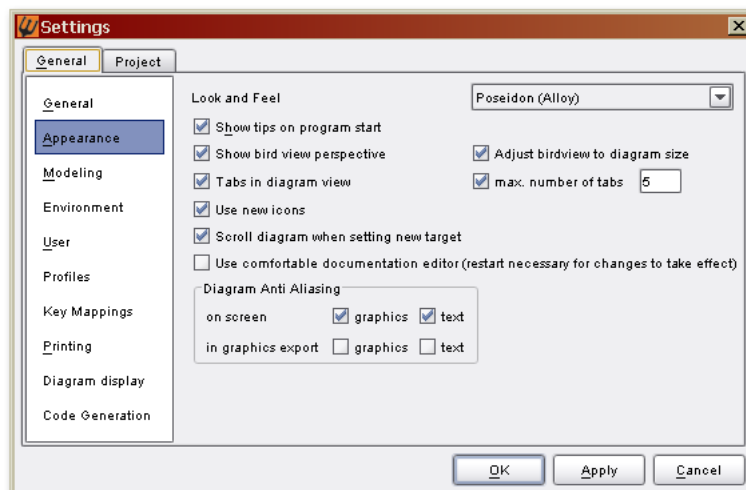 Settings
General Project
General
Appearance
Modeling
Environment
User
Profiles
Key Mappings
Printing
Diagram display
Code Generation
Look and Feel Poseidon (Alloy)
Show tips on program start
Show bird view perspective Adjust birdview to diagram size
Tabs in diagram view max. number of tabs 5
Use new icons
Scroll diagram when setting new target
Use comfortable documentation editor (restart necessary for changes to take effect)
Diagram Anti Aliasing
on screen graphics text
in graphics export graphics text
OK Apply Cancel